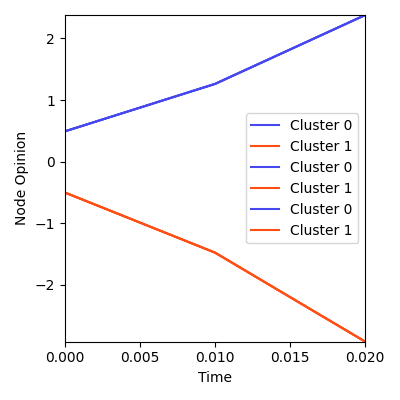 2
1
0
−1
−2
Node Opinion
Cluster 0
Cluster 1
Cluster 0
Cluster 1
Cluster 0
Cluster 1
0.000 0.005 0.010 0.015 0.020
Time